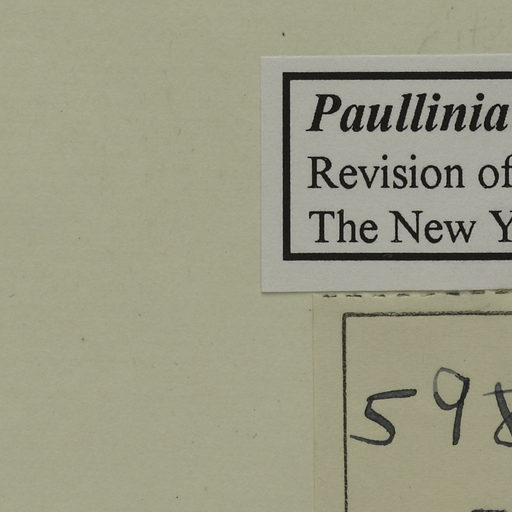 Paullinia
Revision of
The New Y
598